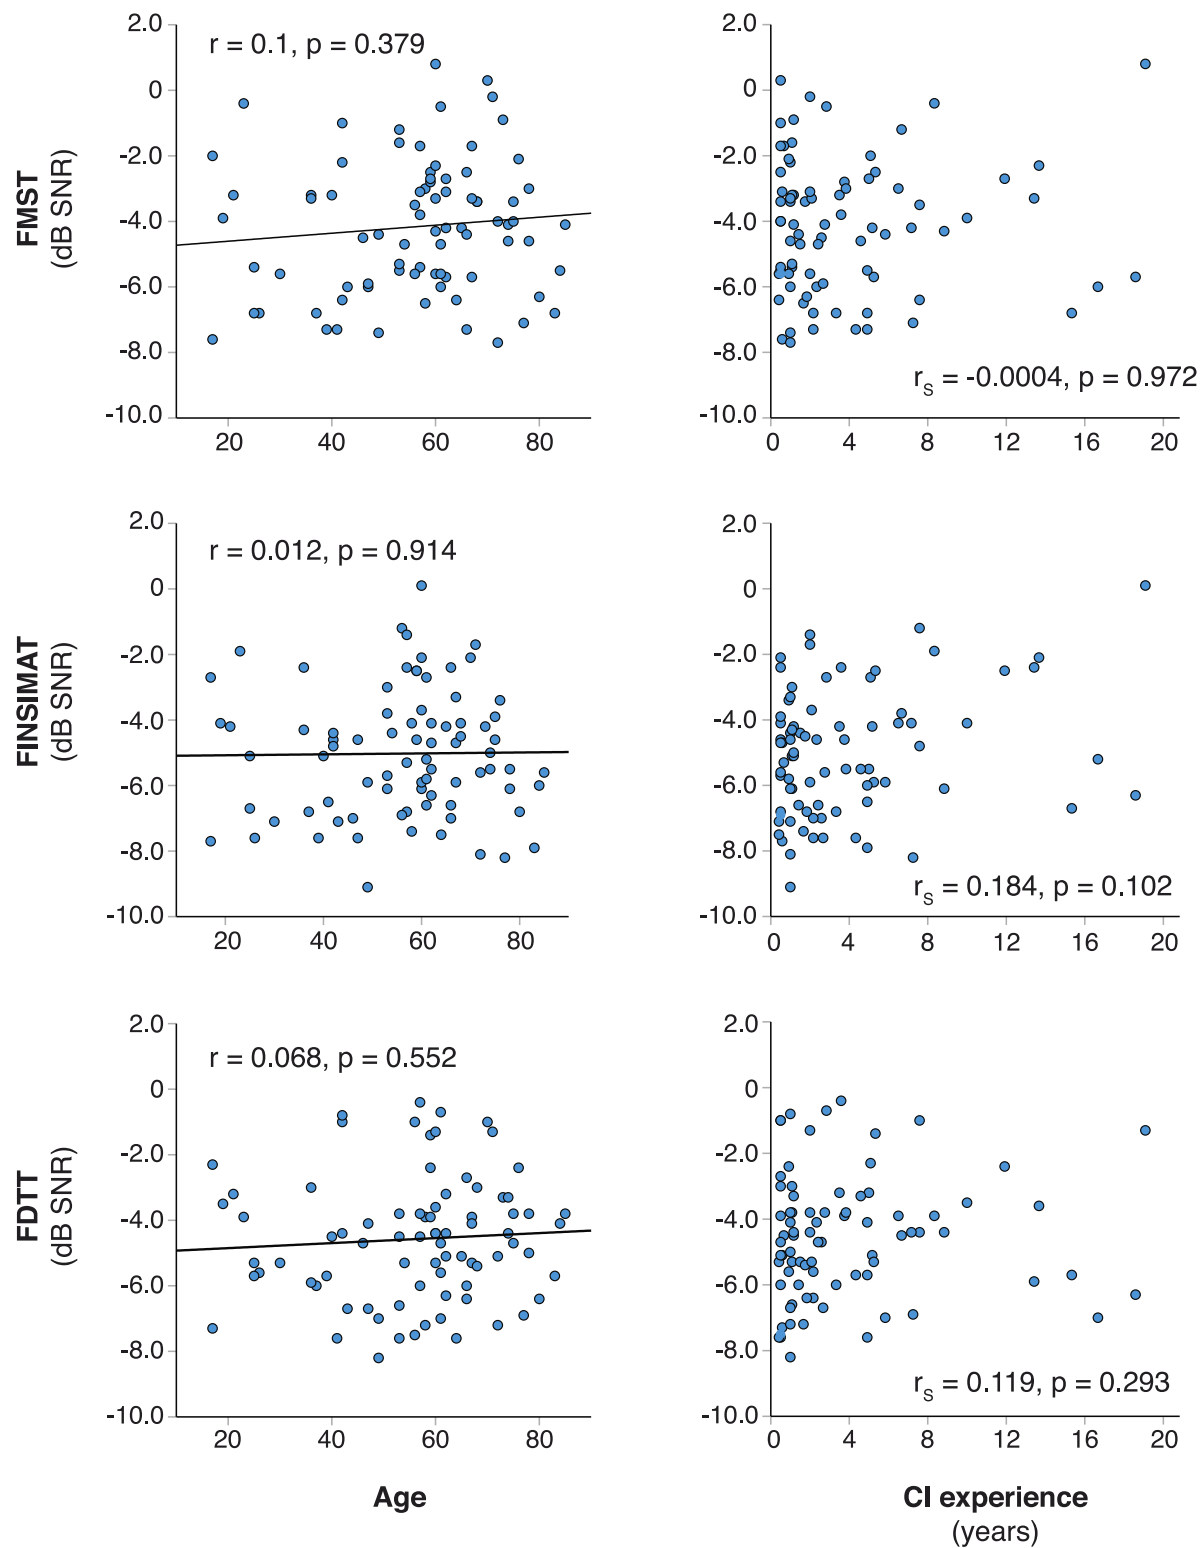 2.0
0
-2.0
-4.0
-6.0
-8.0
-10.0
FMST
(dB SNR)
r = 0.1, p = 0.379
20 40 60 80
2.0
0
-2.0
-4.0
-6.0
-8.0
-10.0
rS = -0.0004, p = 0.972
0 4 8 12 16 20
2.0
0
-2.0
-4.0
-6.0
-8.0
-10.0
FINSIMAT
(dB SNR)
r = 0.012, p = 0.914
20 40 60 80
2.0
0
-2.0
-4.0
-6.0
-8.0
-10.0
rS = 0.184, p = 0.102
0 4 8 12 16 20
2.0
0
-2.0
-4.0
-6.0
-8.0
-10.0
FDTT
(dB SNR)
r = 0.068, p = 0.552
20 40 60 80
Age
2.0
0
-2.0
-4.0
-6.0
-8.0
-10.0
rS = 0.119, p = 0.293
0 4 8 12 16 20
CI experience
(years)